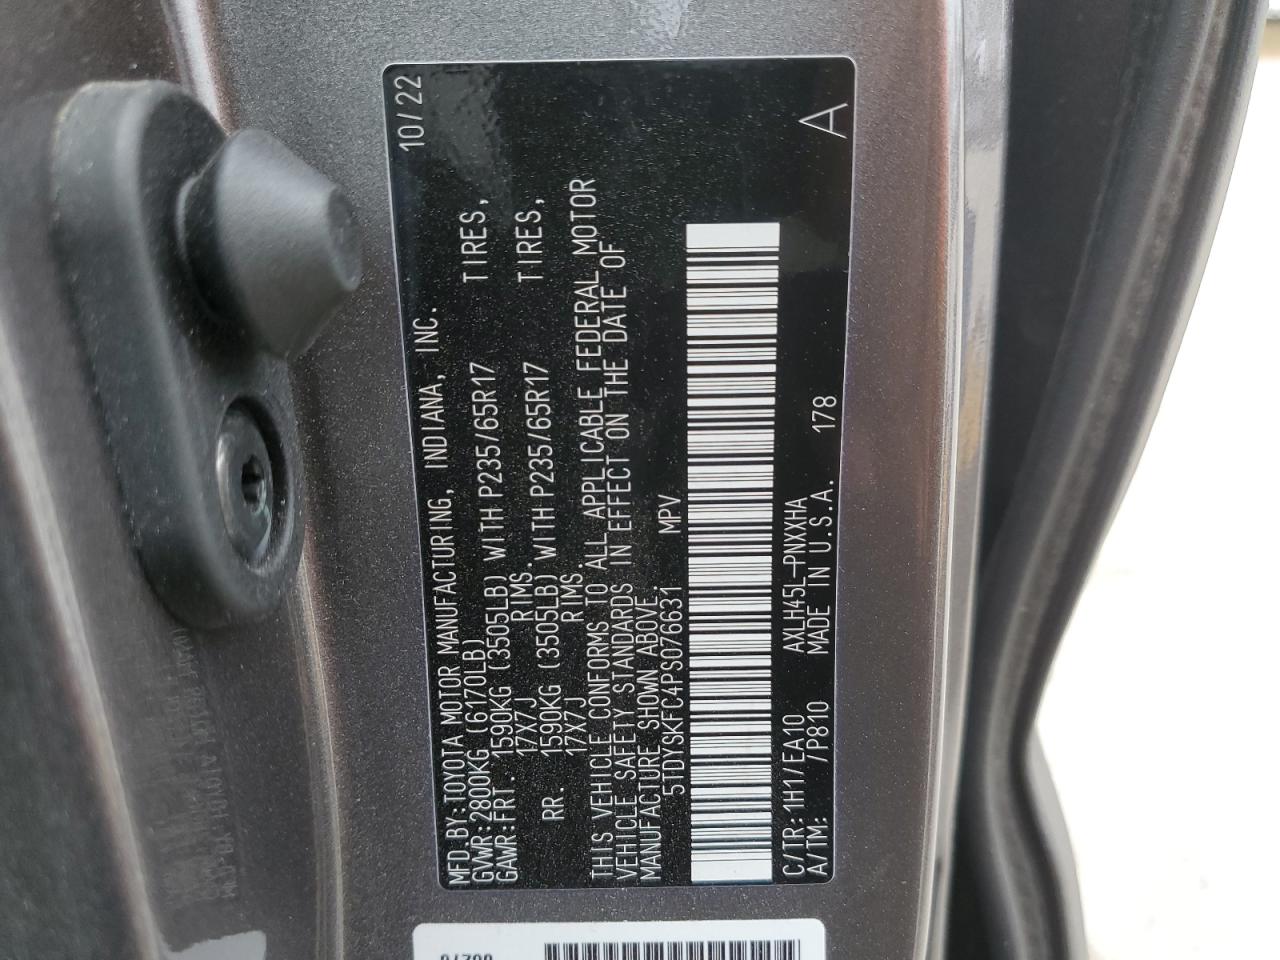 MFD.BY:TOYOTA MOTOR MANUFACTURING, INDIANA, INC. 10/22
GVWR:2800KG (6170LB)
GAWR:FRT. 1590KG (3505LB) WITH P235/65R17 TIRES,
17X7J RIMS.
RR. 1590KG (3505LB) WITH P235/65R17 TIRES,
17X7J RIMS.
THIS VEHICLE CONFORMS TO ALL APPLICABLE FEDERAL MOTOR
VEHICLE SAFETY STANDARDS IN EFFECT ON THE DATE OF
MANUFACTURE SHOWN ABOVE.
5TDYSKFC4PS076631 MPV
C/TR: 1H1/EA10 AXLH45L-PNXXHA
A/TM: /P810 MADE IN U.S.A. 178
A